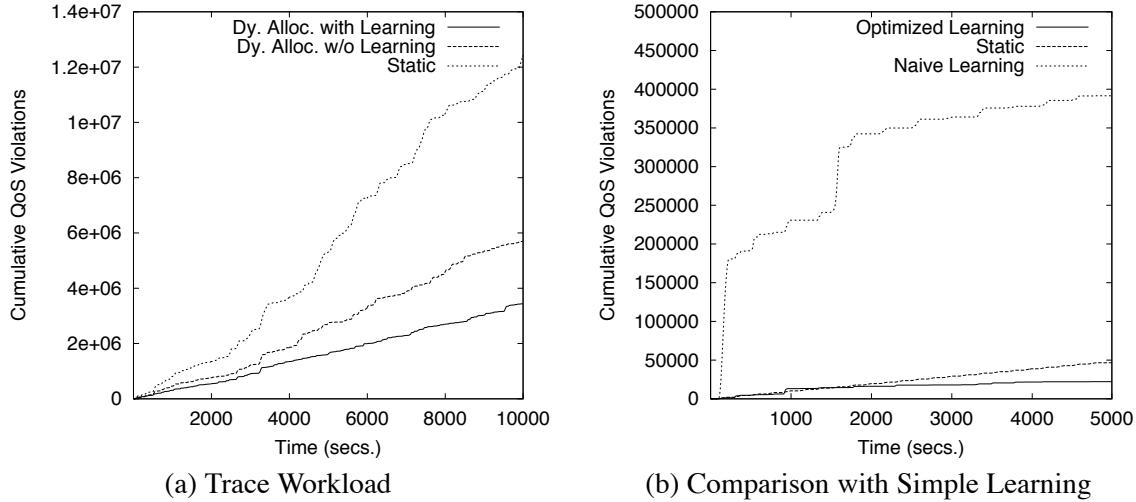 1.4e+07
1.2e+07
1e+07
8e+06
6e+06
4e+06
2e+06
0
Cumulative QoS Violations
Dy. Alloc. with Learning
Dy. Alloc. w/o Learning
Static
2000 4000 6000 8000 10000
Time (secs.)
(a) Trace Workload
500000
450000
400000
350000
300000
250000
200000
150000
100000
50000
0
Cumulative QoS Violations
Optimized Learning
Static
Naive Learning
1000 2000 3000 4000 5000
Time (secs.)
(b) Comparison with Simple Learning